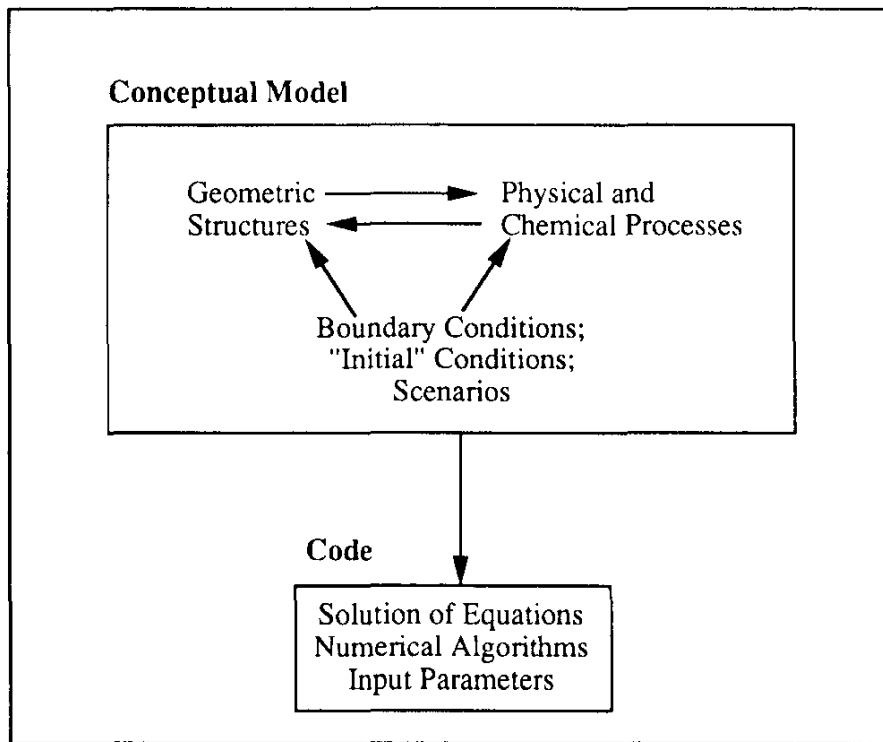 Conceptual Model
Geometric
Structures
Physical and
Chemical Processes
Boundary Conditions;
"Initial" Conditions;
Scenarios
Code
Solution of Equations
Numerical Algorithms
Input Parameters